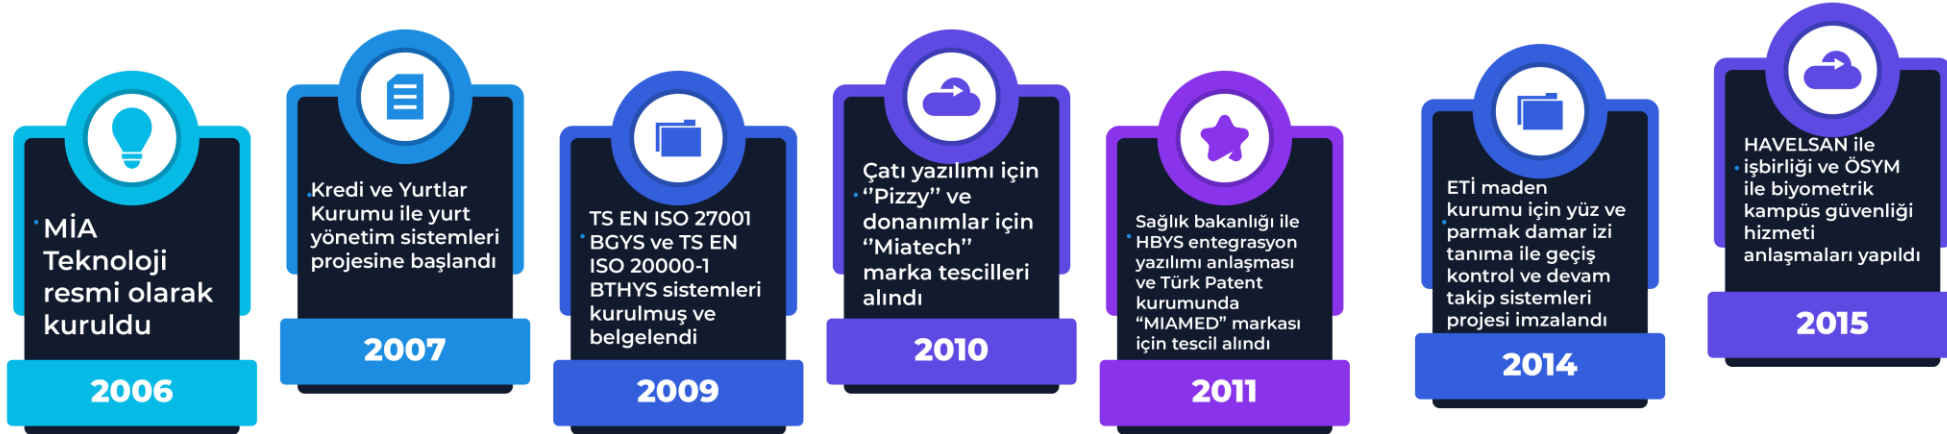 MİA
Teknoloji
resmi olarak
kuruldu
2006
Kredi ve Yurtlar
Kurumu ile yurt
yönetim sistemleri
projesine başlandı
2007
TS EN ISO 27001
BGYS ve TS EN
ISO 20000-1
BTHYS sistemleri
kurulmuş ve
belgelendi
2009
Çatı yazılımı için
‘’Pizzy’’ ve
donanımlar için
‘’Miatech’’
marka tescilleri
alındı
2010
Sağlık bakanlığı ile
HBYS entegrasyon
yazılımı anlaşması
ve Türk Patent
kurumunda
“MIAMED” markası
için tescil alındı
2011
ETİ maden
kurumu için yüz ve
parmak damar izi
tanıma ile geçiş
kontrol ve devam
takip sistemleri
projesi imzalandı
2014
HAVELSAN ile
işbirliği ve ÖSYM
ile biyometrik
kampüs güvenliği
hizmeti
anlaşmaları yapıldı
2015